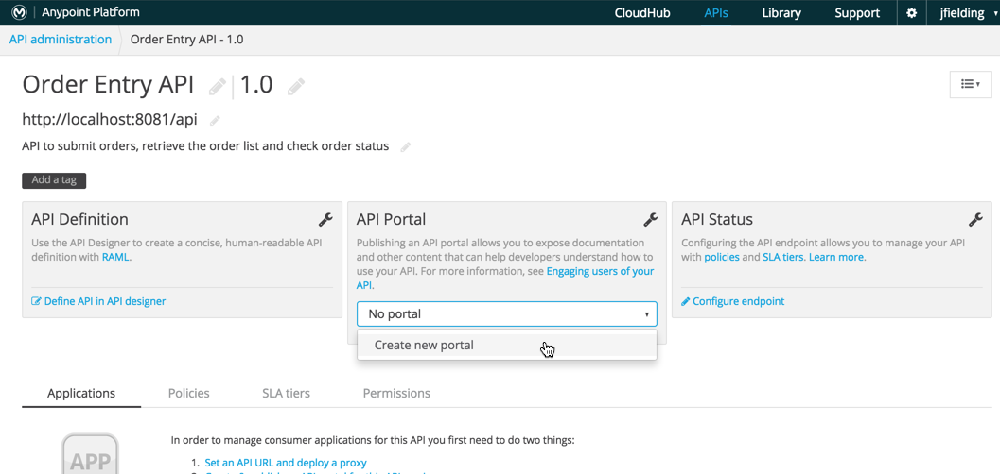 Anypoint Platform CloudHub APIs Library Support jfielding
API administration Order Entry API - 1.0
Order Entry API 1.0
http://localhost:8081/api
API to submit orders, retrieve the order list and check order status
Add a tag
API Definition
Use the API Designer to create a concise, human-readable API
definition with RAML.
Define API in API designer
API Portal
Publishing an API portal allows you to expose documentation
and other content that can help developers understand how to
use your API. For more information, see Engaging users of your
API.
No portal
Create new portal
API Status
Configuring the API endpoint allows you to manage your API
with policies and SLA tiers. Learn more.
Configure endpoint
Applications Policies SLA tiers Permissions
APP
In order to manage consumer applications for this API you first need to do two things:
1. Set an API URL and deploy a proxy